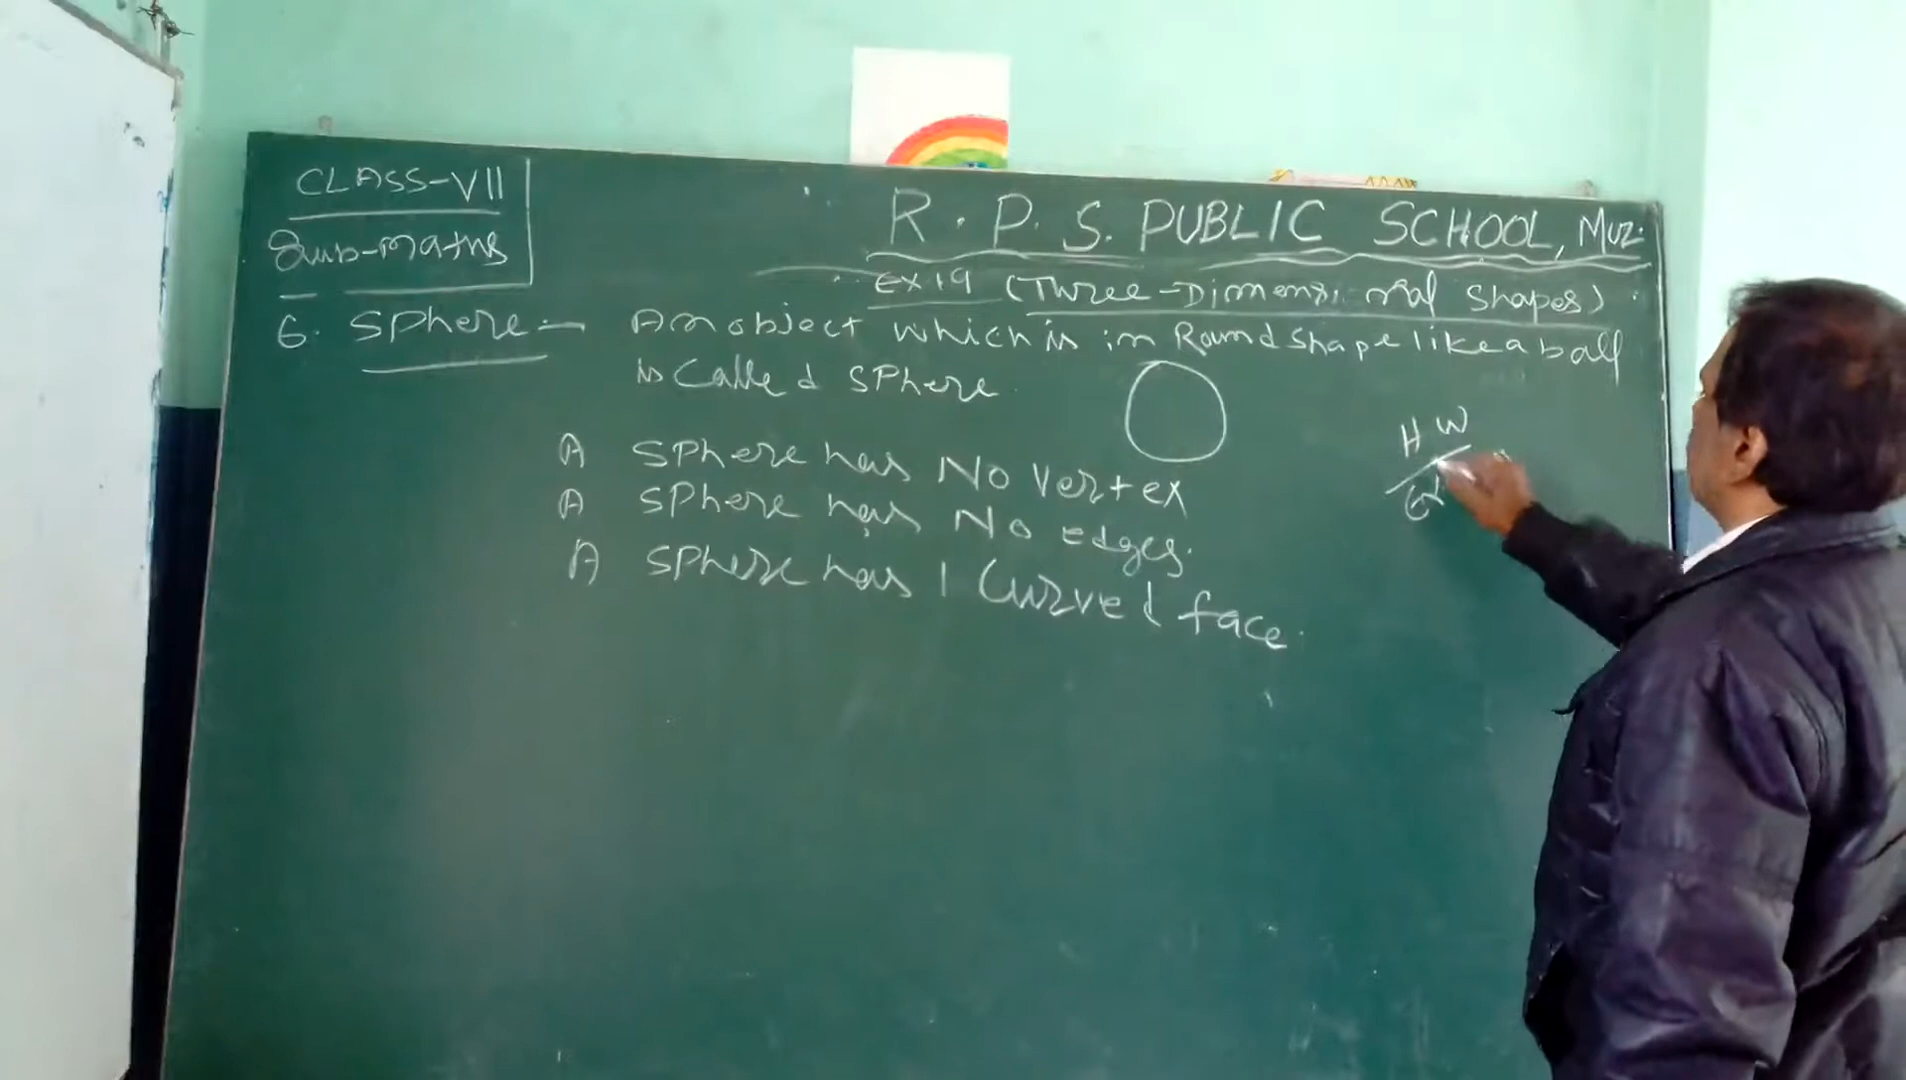 CLASS-VII
Sub-Maths
R.P.S. PUBLIC SCHOOL, MUZ.
Ex 19 (Three-Dimensional Shapes)
6. Sphere:- An object which is in Round shape like a ball
is Called Sphere.
A Sphere has No Vertex
A Sphere has No edges.
A Sphere has 1 Curved face.
H W
Ex